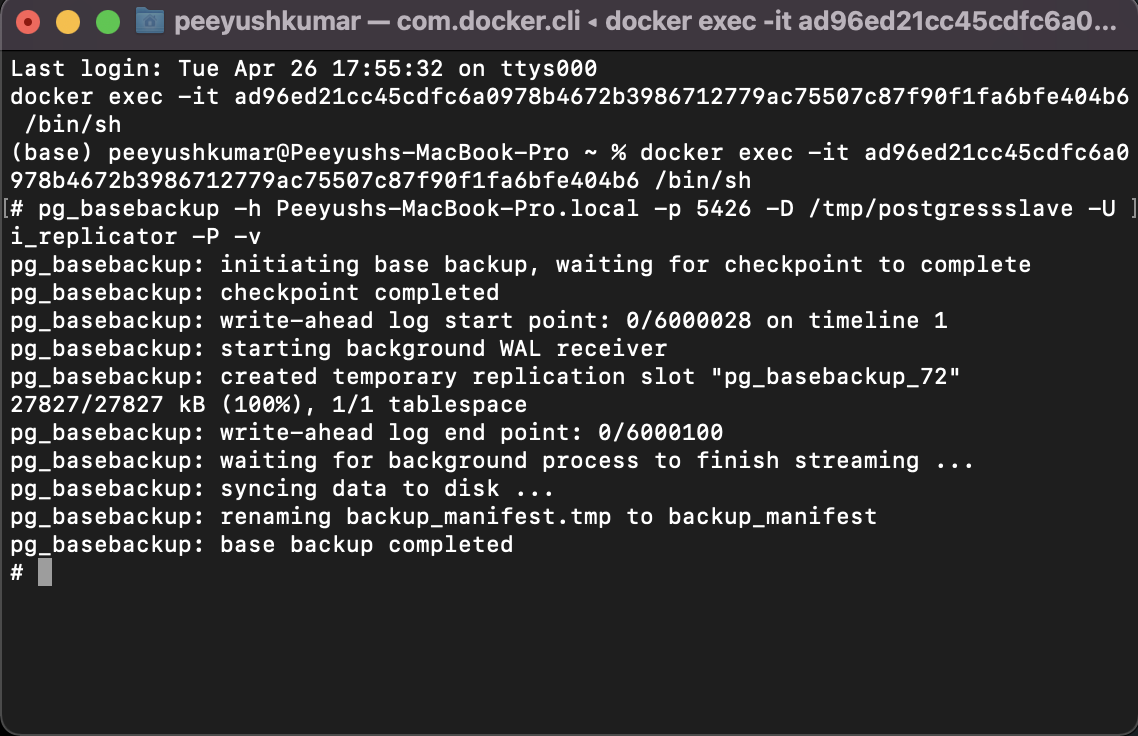 peeyushkumar — com.docker.cli ◂ docker exec -it ad96ed21cc45cdfc6a0...
Last login: Tue Apr 26 17:55:32 on ttys000
docker exec -it ad96ed21cc45cdfc6a0978b4672b3986712779ac75507c87f90f1fa6bfe404b6
 /bin/sh
(base) peeyushkumar@Peeyushs-MacBook-Pro ~ % docker exec -it ad96ed21cc45cdfc6a0
978b4672b3986712779ac75507c87f90f1fa6bfe404b6 /bin/sh
[# pg_basebackup -h Peeyushs-MacBook-Pro.local -p 5426 -D /tmp/postgressslave -U ]
i_replicator -P -v
pg_basebackup: initiating base backup, waiting for checkpoint to complete
pg_basebackup: checkpoint completed
pg_basebackup: write-ahead log start point: 0/6000028 on timeline 1
pg_basebackup: starting background WAL receiver
pg_basebackup: created temporary replication slot "pg_basebackup_72"
27827/27827 kB (100%), 1/1 tablespace
pg_basebackup: write-ahead log end point: 0/6000100
pg_basebackup: waiting for background process to finish streaming ...
pg_basebackup: syncing data to disk ...
pg_basebackup: renaming backup_manifest.tmp to backup_manifest
pg_basebackup: base backup completed
#